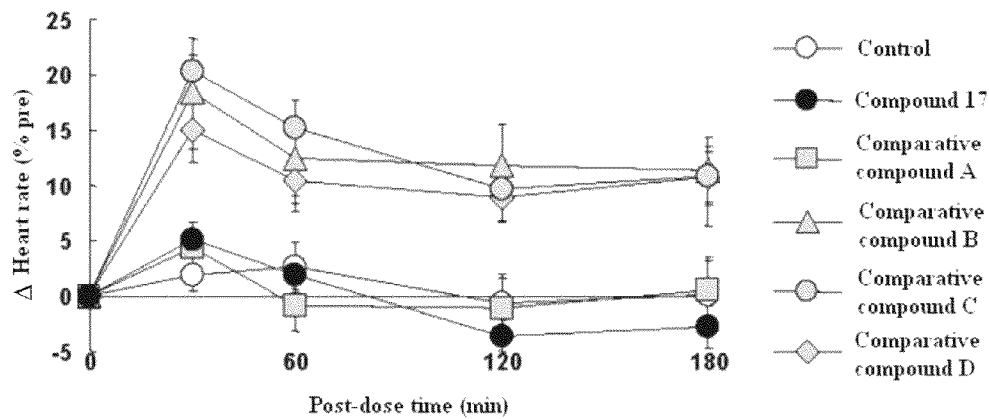 25
20
15
10
5
0
-5
Δ Heart rate (% pre)
0
60
120
180
Post-dose time (min)
Control
Compound 17
Comparative
compound A
Comparative
compound B
Comparative
compound C
Comparative
compound D